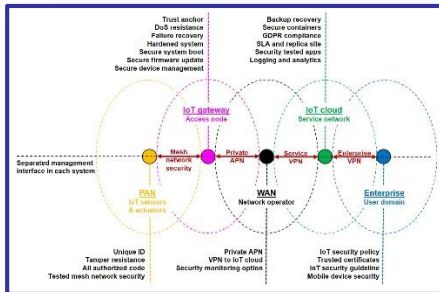 Trust anchor
DoS resistance
Failure recovery
Hardened system
Secure system boot
Secure firmware update
Secure device management
Backup recovery
Secure containers
GDPR compliance
SLA and replica site
Security tested apps
Logging and analytics
IoT gateway
Access node
IoT cloud
Service network
Mesh
network
security
Private
APN
Service
VPN
Enterprise
VPN
Separated management
interface in each system
PAN
IoT sensors
& actuators
WAN
Network operator
Enterprise
User domain
Unique ID
Tamper resistance
All authorized code
Tested mesh network security
Private APN
VPN to IoT cloud
Security monitoring option
IoT security policy
Trusted certificates
IoT security guideline
Mobile device security